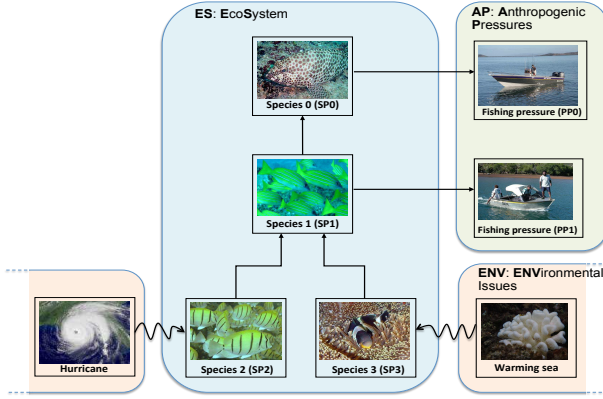 ES: EcoSystem
AP: Anthropogenic
Pressures
Species 0 (SP0)
Fishing pressure (PP0)
Species 1 (SP1)
Fishing pressure (PP1)
ENV: ENVironmental
Issues
Hurricane
Species 2 (SP2)
Species 3 (SP3)
Warming sea